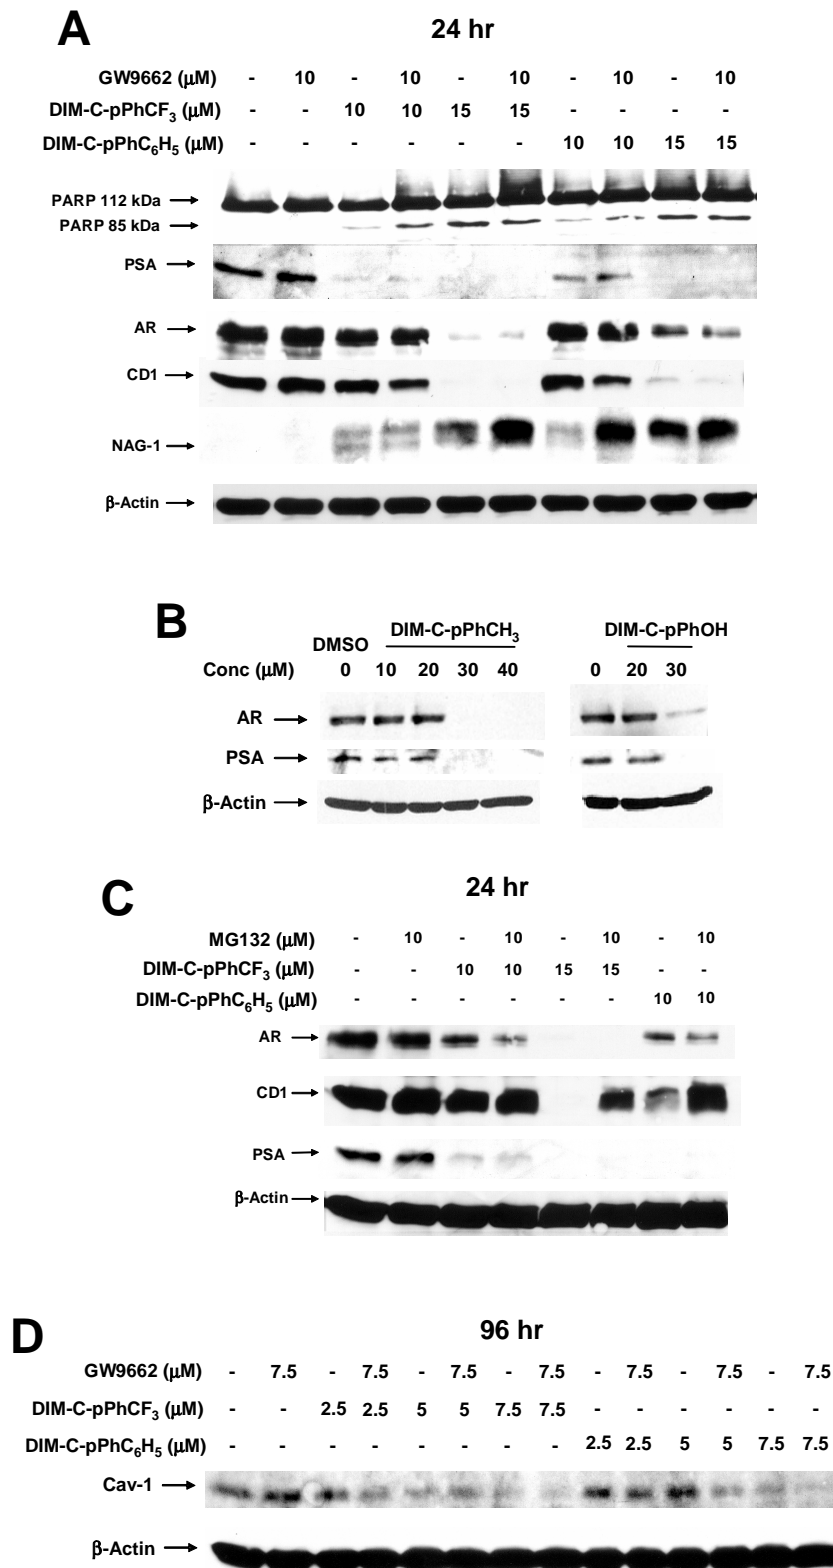 A
24 hr
GW9662 (μM) - 10 - 10 - 10 - 10 - 10
DIM-C-pPhCF3 (μM) - - 10 10 15 15 - - - -
DIM-C-pPhC6H5 (μM) - - - - - - 10 10 15 15
PARP 112 kDa
PARP 85 kDa
PSA
AR
CD1
NAG-1
β-Actin
B
DMSO DIM-C-pPhCH3 DIM-C-pPhOH
Conc (μM) 0 10 20 30 40 0 20 30
AR
PSA
β-Actin
C
24 hr
MG132 (μM) - 10 - 10 - 10 - 10
DIM-C-pPhCF3 (μM) - - 10 10 15 15 - -
DIM-C-pPhC6H5 (μM) - - - - - - 10 10
AR
CD1
PSA
β-Actin
D
96 hr
GW9662 (μM) - 7.5 - 7.5 - 7.5 - 7.5 - 7.5 - 7.5 - 7.5
DIM-C-pPhCF3 (μM) - - 2.5 2.5 5 5 7.5 7.5 - - - - - -
DIM-C-pPhC6H5 (μM) - - - - - - - - 2.5 2.5 5 5 7.5 7.5
Cav-1
β-Actin